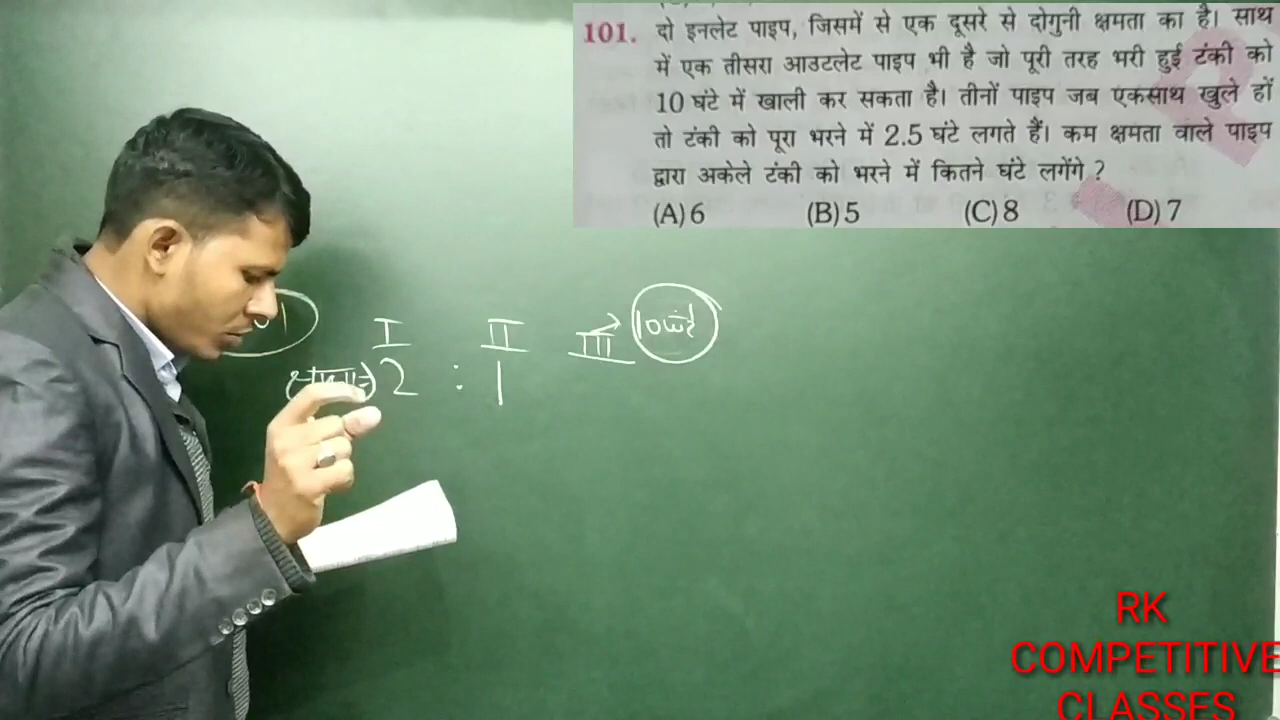 101. दो इनलेट पाइप, जिसमें से एक दूसरे से दोगुनी क्षमता का है। साथ
में एक तीसरा आउटलेट पाइप भी है जो पूरी तरह भरी हुई टंकी को
10 घंटे में खाली कर सकता है। तीनों पाइप जब एकसाथ खुले हों
तो टंकी को पूरा भरने में 2.5 घंटे लगते हैं। कम क्षमता वाले पाइप
द्वारा अकेले टंकी को भरने में कितने घंटे लगेंगे ?
(A) 6 (B) 5 (C) 8 (D) 7
I II III → 10 घंटे
2 : 1
RK
COMPETITIVE
CLASSES